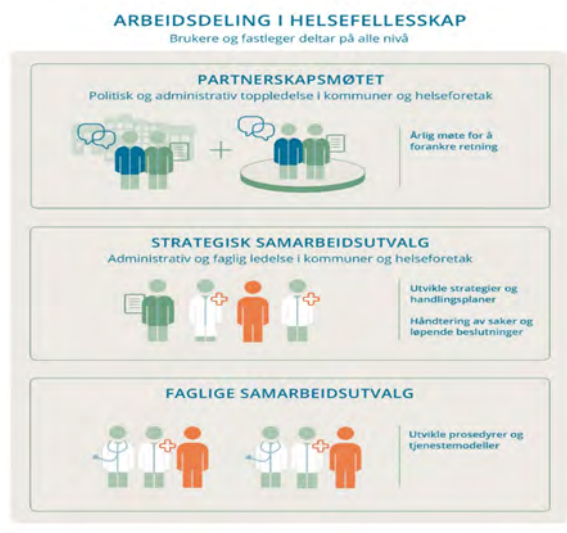 ARBEIDSDELING I HELSEFELLESSKAP
Brukere og fastleger deltar på alle nivå
PARTNERSKAPSMØTET
Politisk og administrativ toppledelse i kommuner og helseforetak
Årlig møte for å
forankre retning
STRATEGISK SAMARBEIDSUTVALG
Administrativ og faglig ledelse i kommuner og helseforetak
Utvikle strategier og
handlingsplaner
Håndtering av saker og
løpende beslutninger
FAGLIGE SAMARBEIDSUTVALG
Utvikle prosedyrer og
tjenestemodeller